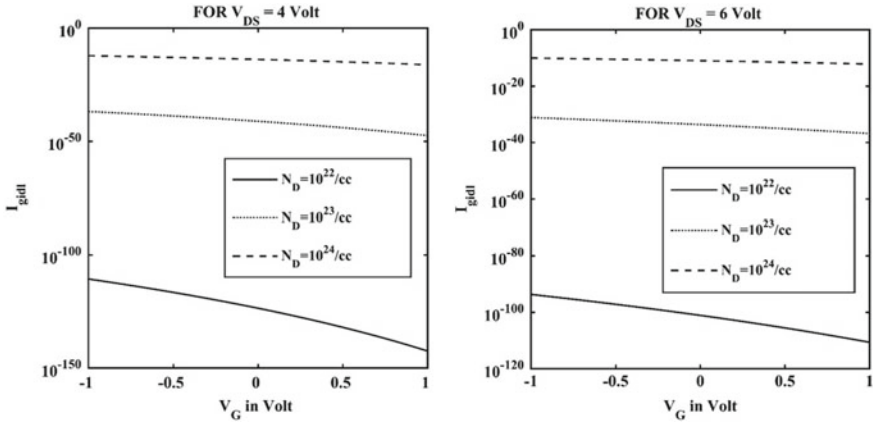 FOR V_DS = 4 Volt
10^0
10^-50
10^-100
10^-150
I_gidl
N_D=10^22/cc
N_D=10^23/cc
N_D=10^24/cc
-1 -0.5 0 0.5 1
V_G in Volt
FOR V_DS = 6 Volt
10^0
10^-20
10^-40
10^-60
10^-80
10^-100
10^-120
I_gidl
N_D=10^22/cc
N_D=10^23/cc
N_D=10^24/cc
-1 -0.5 0 0.5 1
V_G in Volt